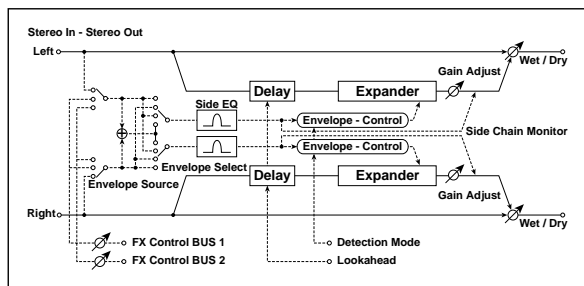 Stereo In - Stereo Out
Left
Wet / Dry
Gain Adjust
Side EQ
Delay
Expander
Envelope - Control
Side Chain Monitor
Envelope - Control
Envelope Select
Envelope Source
Delay
Expander
Gain Adjust
Right
Wet / Dry
FX Control BUS 1
Detection Mode
FX Control BUS 2
Lookahead